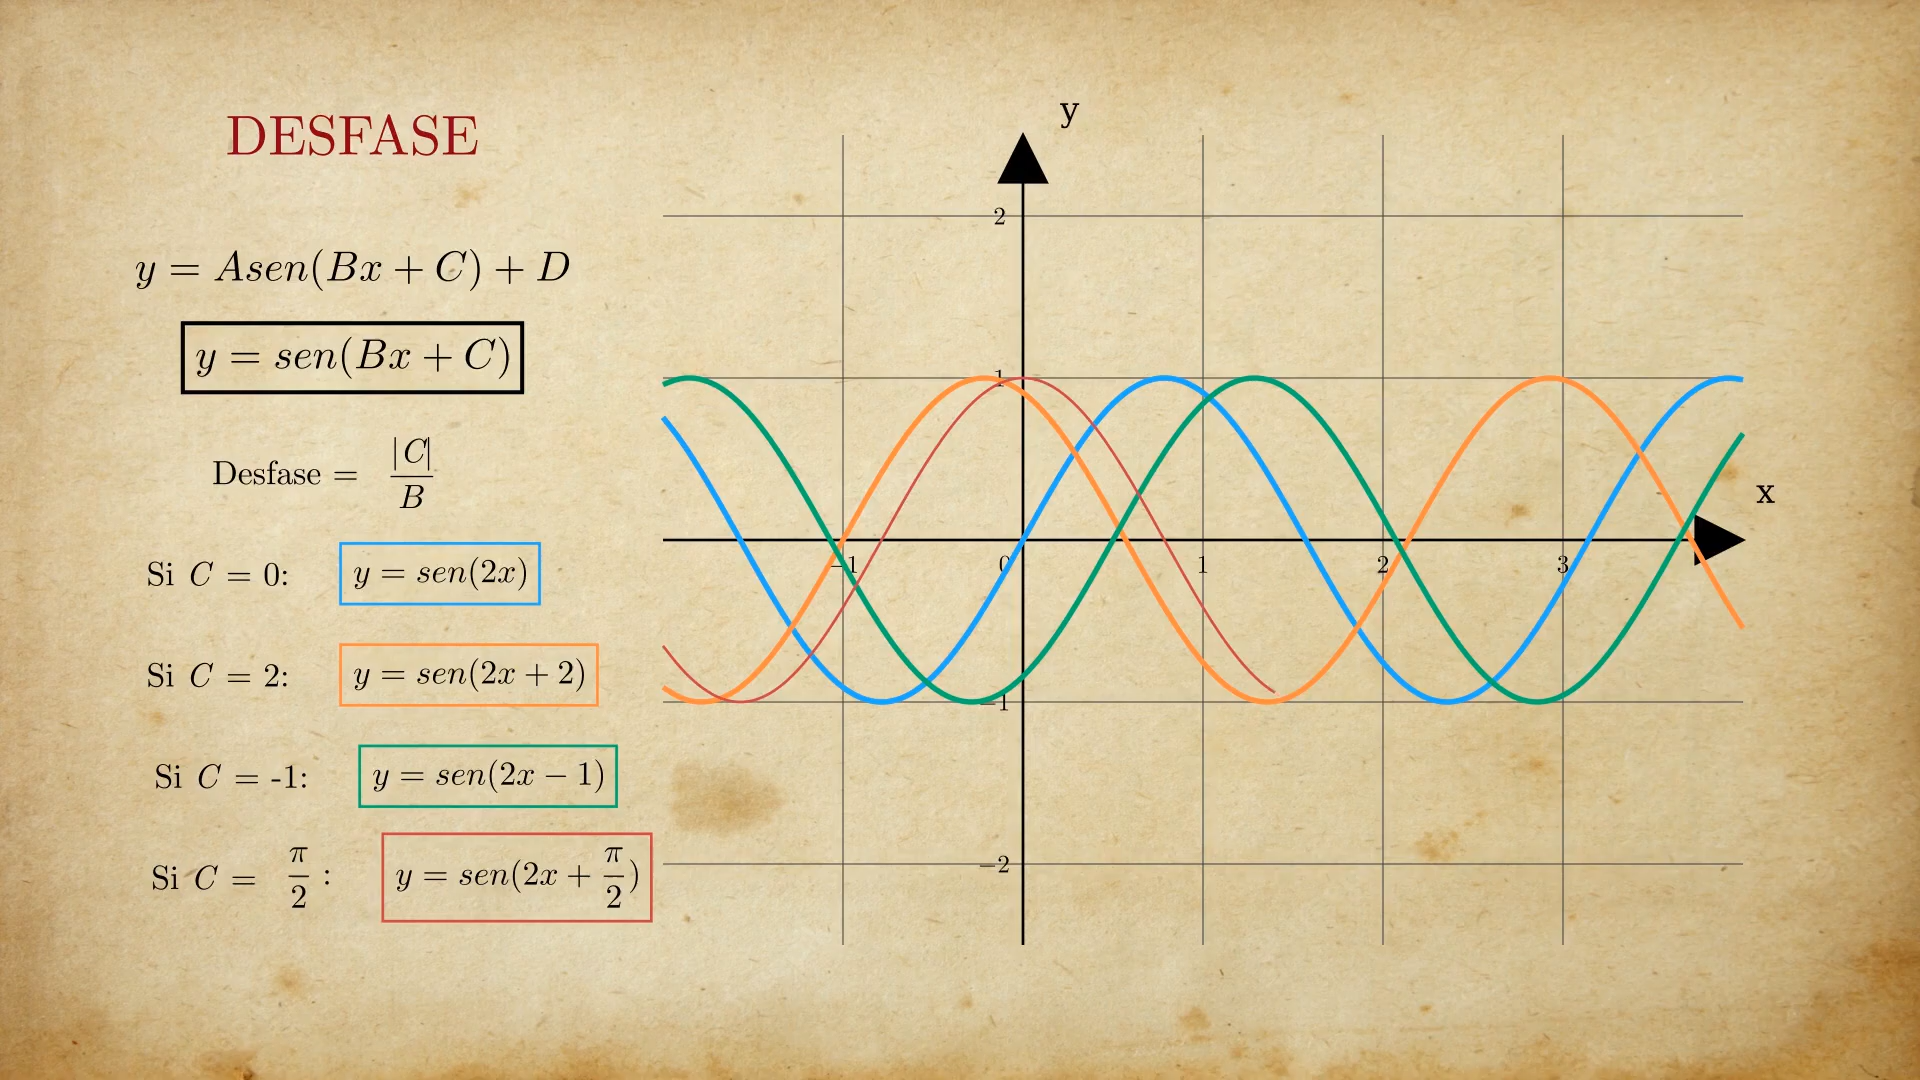 DESFASE
y = Asen(Bx + C) + D
y = sen(Bx + C)
Desfase = |C|/B
Si C = 0: y = sen(2x)
Si C = 2: y = sen(2x + 2)
Si C = -1: y = sen(2x − 1)
Si C = π/2 : y = sen(2x + π/2)
y
2
1
x
−1 0 1 2 3
−1
−2